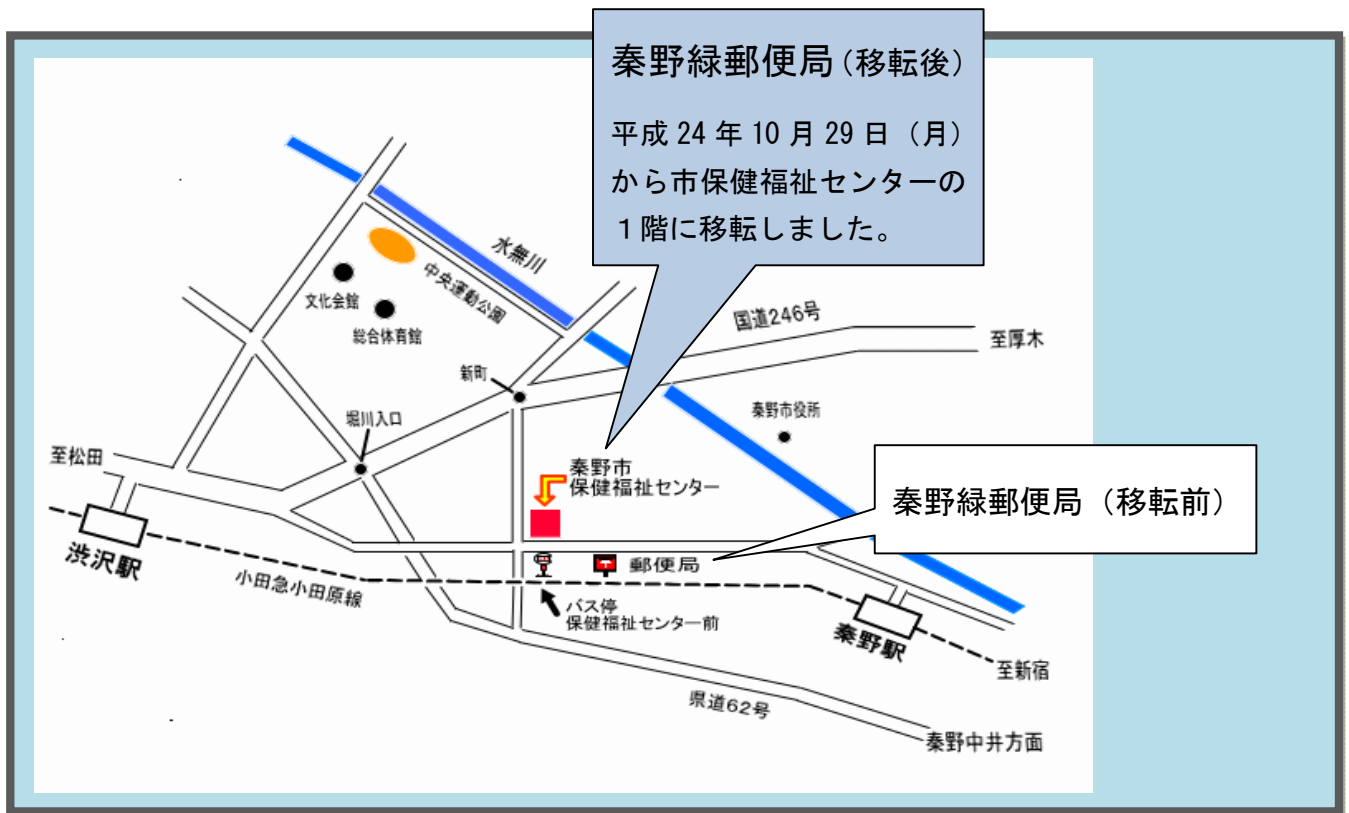 秦野緑郵便局（移転後）
平成 24 年 10 月 29 日（月）
から市保健福祉センターの
１階に移転しました。
水無川
中央運動公園
文化会館
総合体育館
国道246号
至厚木
新町
秦野市役所
堀川入口
至松田
秦野市
保健福祉センター
秦野緑郵便局（移転前）
渋沢駅
郵便局
小田急小田原線
バス停
保健福祉センター前
秦野駅
至新宿
県道62号
秦野中井方面